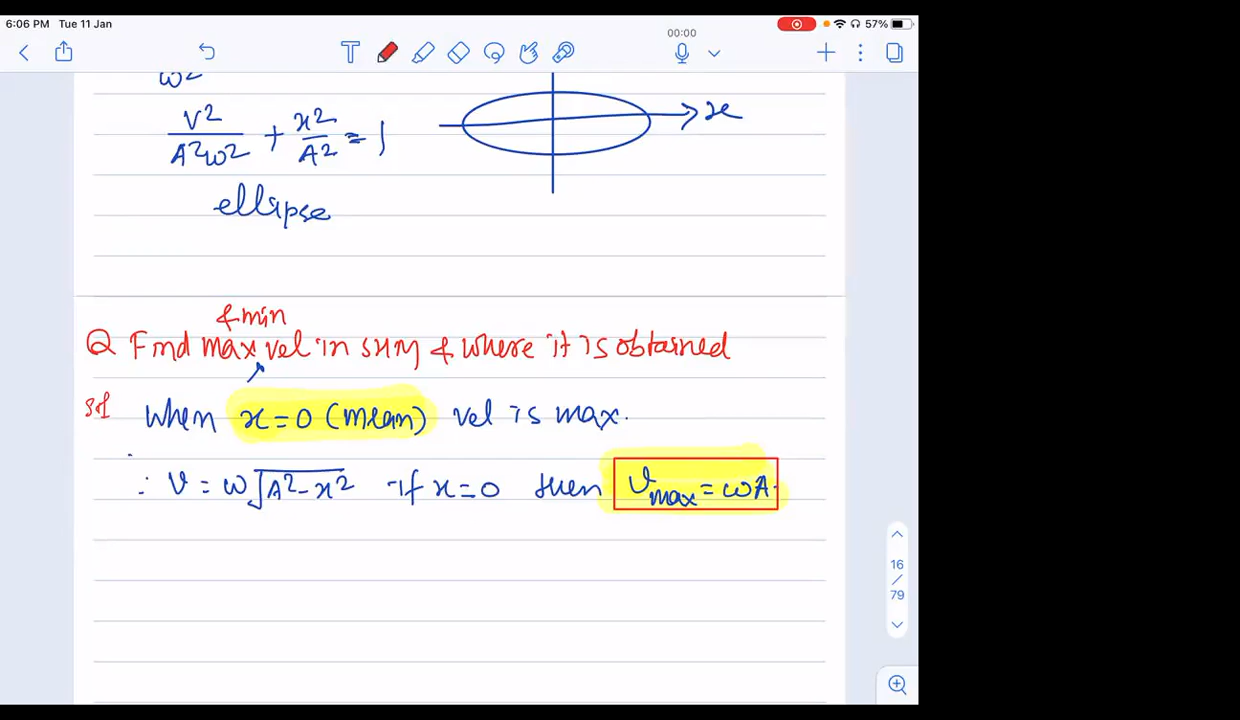 6:06 PM Tue 11 Jan
57%
00:00
T
ω²
V²/A²ω² + x²/A² = 1
x
ellipse
& min
Q Find max vel in SHM & where it is obtained
Sol When x = 0 (mean) vel is max.
∵ V = ω√A²-x² if x = 0 then Vmax = ωA.
16
/
79